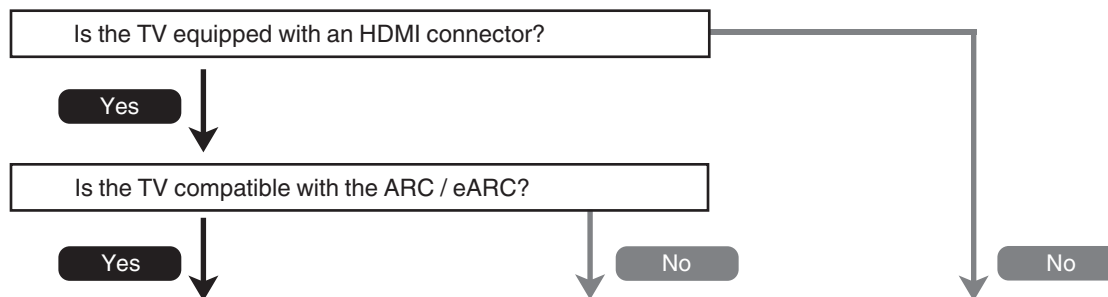 Is the TV equipped with an HDMI connector?
Yes
Is the TV compatible with the ARC / eARC?
Yes
No
No